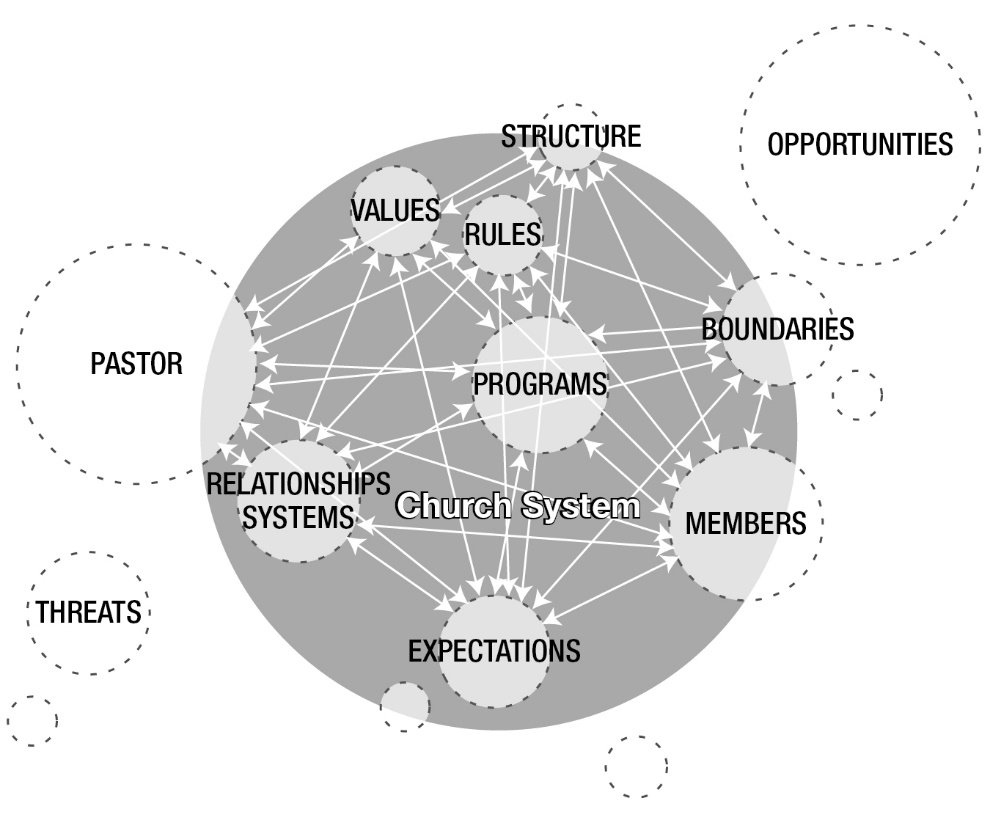 STRUCTURE
OPPORTUNITIES
VALUES
RULES
BOUNDARIES
PASTOR
PROGRAMS
RELATIONSHIPS
SYSTEMS
Church System
MEMBERS
THREATS
EXPECTATIONS